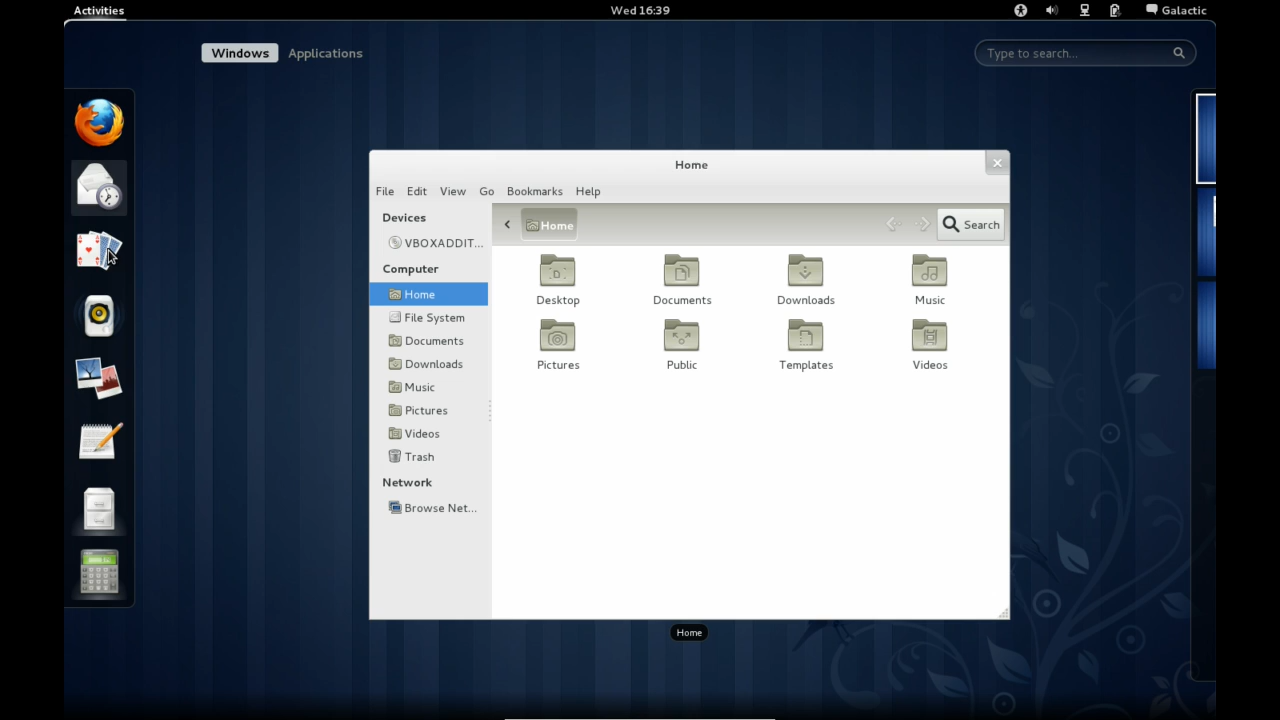 Activities
Wed 16:39
Galactic
Windows
Applications
Type to search...
Home
File Edit View Go Bookmarks Help
Devices
VBOXADDIT...
Computer
Home
File System
Documents
Downloads
Music
Pictures
Videos
Trash
Network
Browse Net...
Home
Search
Desktop
Documents
Downloads
Music
Pictures
Public
Templates
Videos
Home